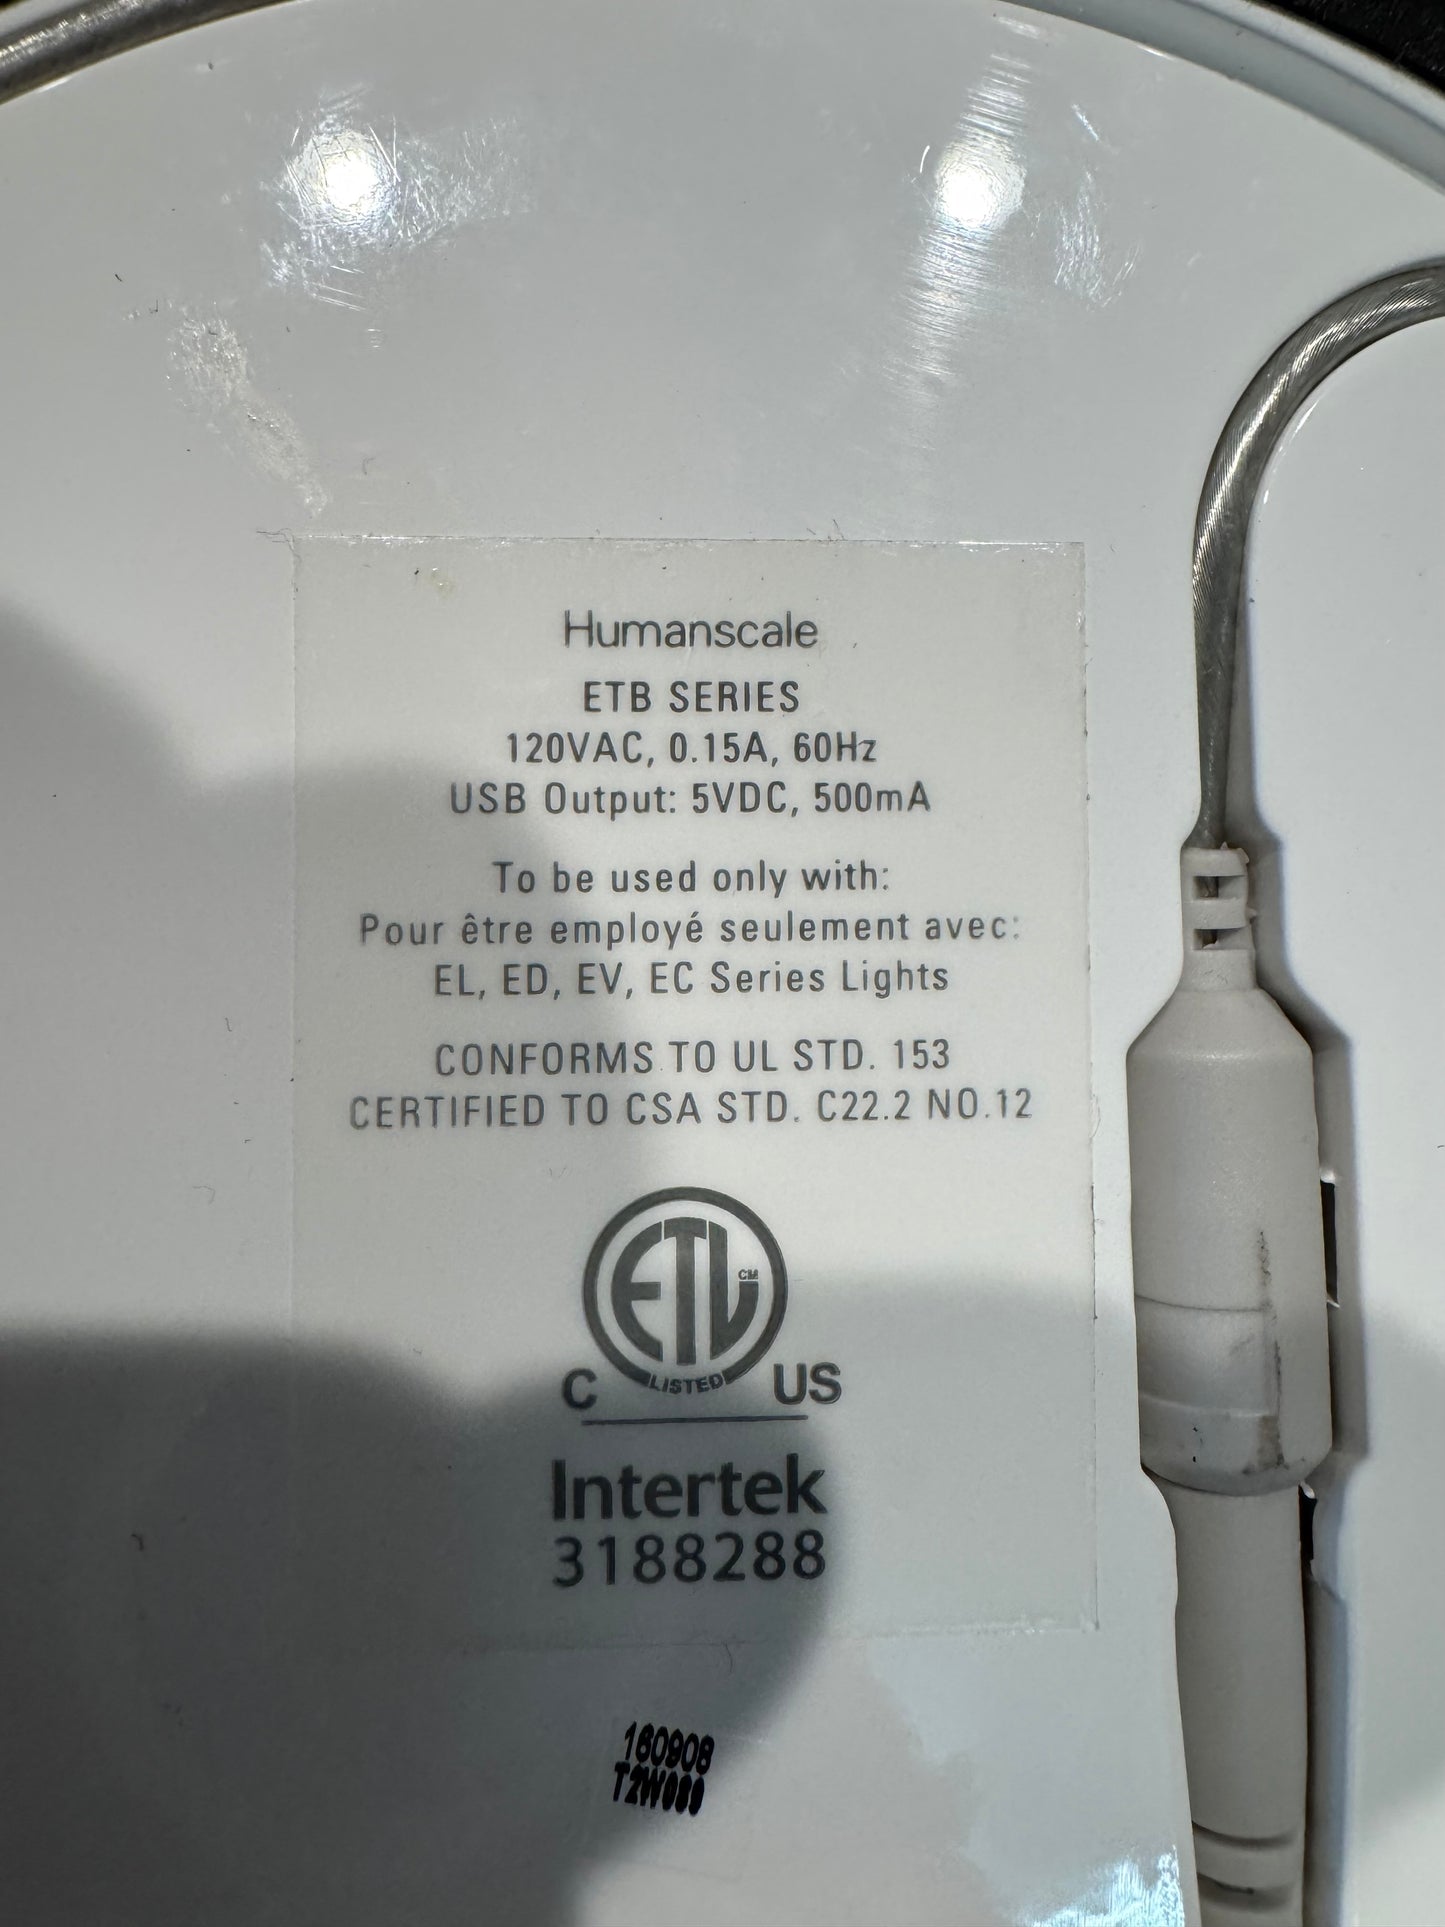 Humanscale
ETB SERIES
120VAC, 0.15A, 60Hz
USB Output: 5VDC, 500mA
To be used only with:
Pour être employé seulement avec:
EL, ED, EV, EC Series Lights
CONFORMS TO UL STD. 153
CERTIFIED TO CSA STD. C22.2 NO.12
ETL CM
LISTED
C US
Intertek
3188288
160908